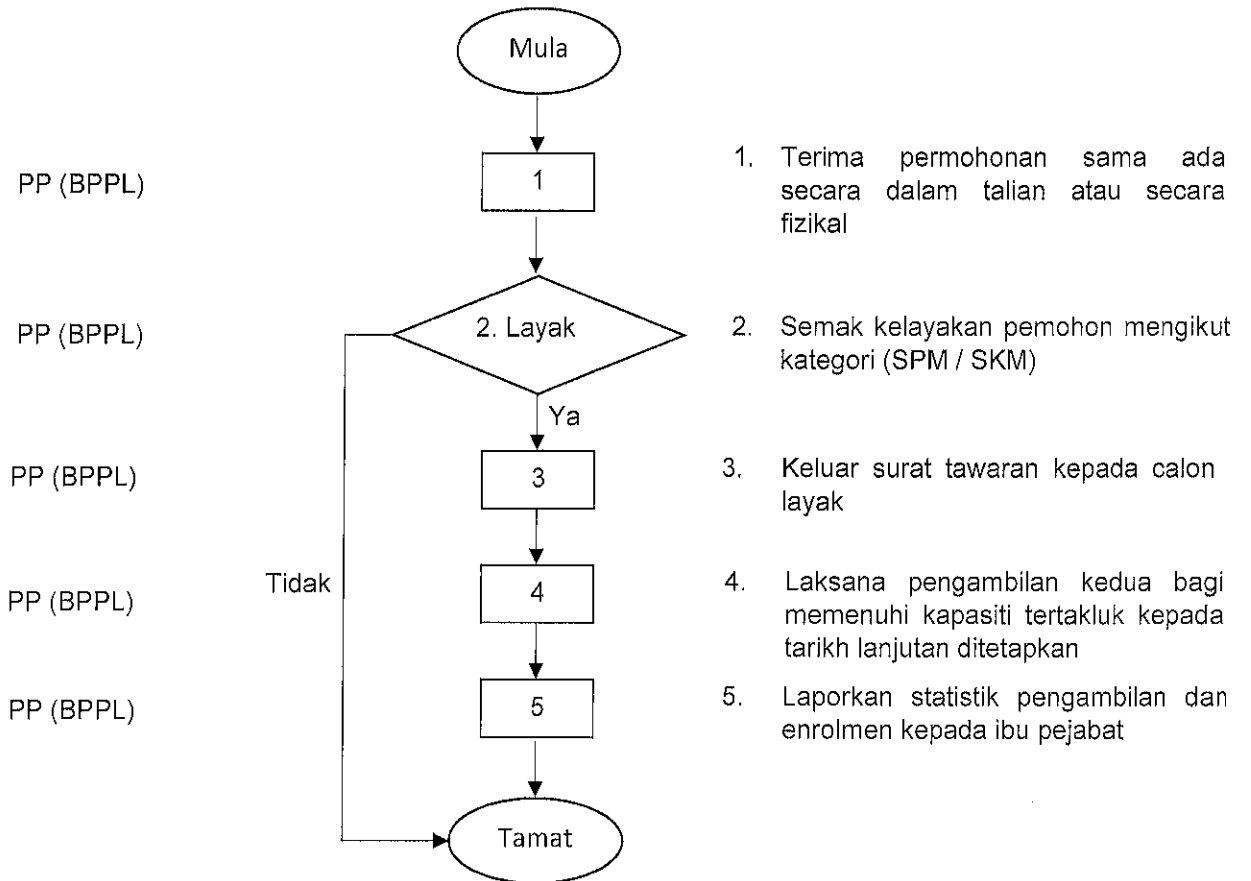 Mula
PP (BPPL)
1
1. Terima permohonan sama ada
secara dalam talian atau secara
fizikal
PP (BPPL)
2. Layak
2. Semak kelayakan pemohon mengikut
kategori (SPM / SKM)
Ya
PP (BPPL)
3
3. Keluar surat tawaran kepada calon
layak
Tidak
PP (BPPL)
4
4. Laksana pengambilan kedua bagi
memenuhi kapasiti tertakluk kepada
tarikh lanjutan ditetapkan
PP (BPPL)
5
5. Laporkan statistik pengambilan dan
enrolmen kepada ibu pejabat
Tamat